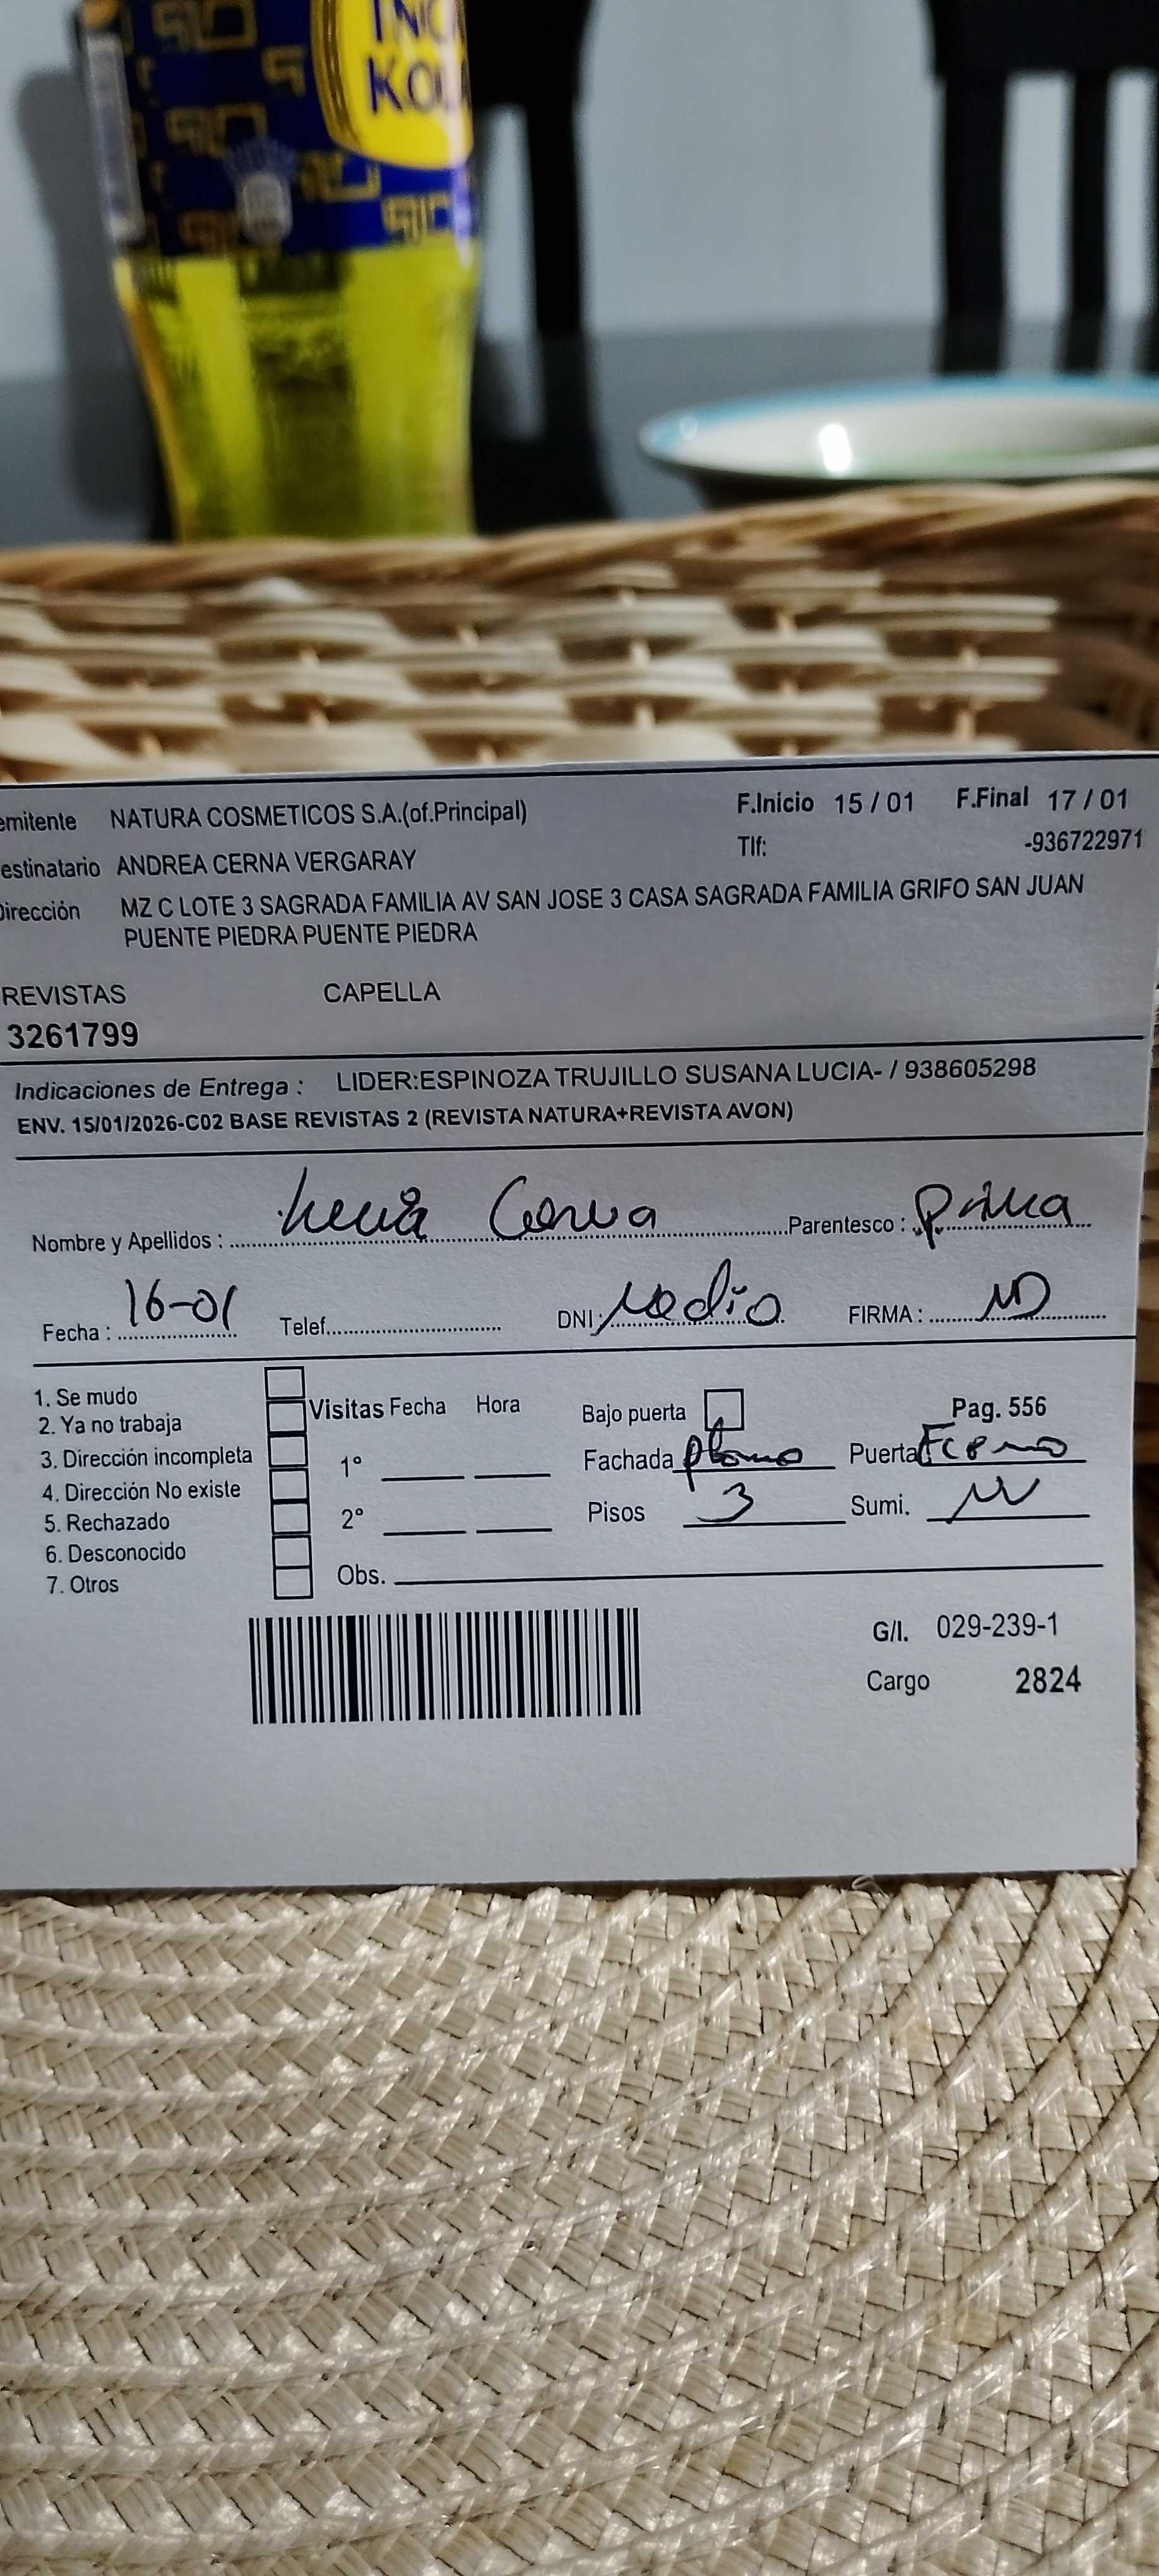 INC
KOL
emitente NATURA COSMETICOS S.A.(of.Principal) F.Inicio 15 / 01 F.Final 17 / 01
estinatario ANDREA CERNA VERGARAY Tlf: -936722971
Dirección MZ C LOTE 3 SAGRADA FAMILIA AV SAN JOSE 3 CASA SAGRADA FAMILIA GRIFO SAN JUAN
PUENTE PIEDRA PUENTE PIEDRA
REVISTAS CAPELLA
3261799
Indicaciones de Entrega : LIDER:ESPINOZA TRUJILLO SUSANA LUCIA- / 938605298
ENV. 15/01/2026-C02 BASE REVISTAS 2 (REVISTA NATURA+REVISTA AVON)
Nombre y Apellidos : Cerna Parentesco : prima
Fecha : 16-01 Telef. DNI: FIRMA :
1. Se mudo
2. Ya no trabaja Visitas Fecha Hora Bajo puerta Pag. 556
3. Dirección incompleta 1° Fachada plomo Puerta
4. Dirección No existe
5. Rechazado 2° Pisos 3 Sumi.
6. Desconocido
7. Otros Obs.
G/I. 029-239-1
Cargo 2824